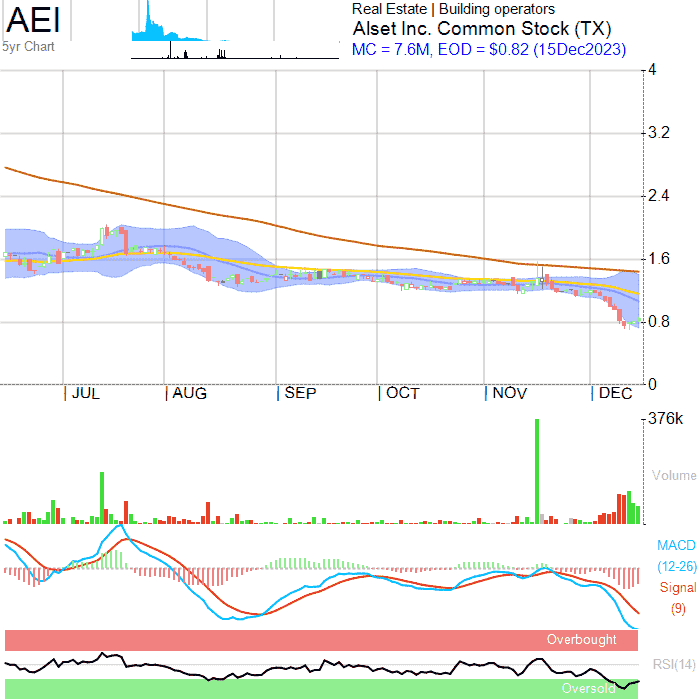 AEI
5yr Chart
Real Estate | Building operators
Alset Inc. Common Stock (TX)
MC = 7.6M, EOD = $0.82 (15Dec2023)
4
3.2
2.4
1.6
0.8
0
| JUL | AUG | SEP | OCT | NOV | DEC
376k
Volume
MACD
(12-26)
Signal
(9)
Overbought
RSI(14)
Oversold